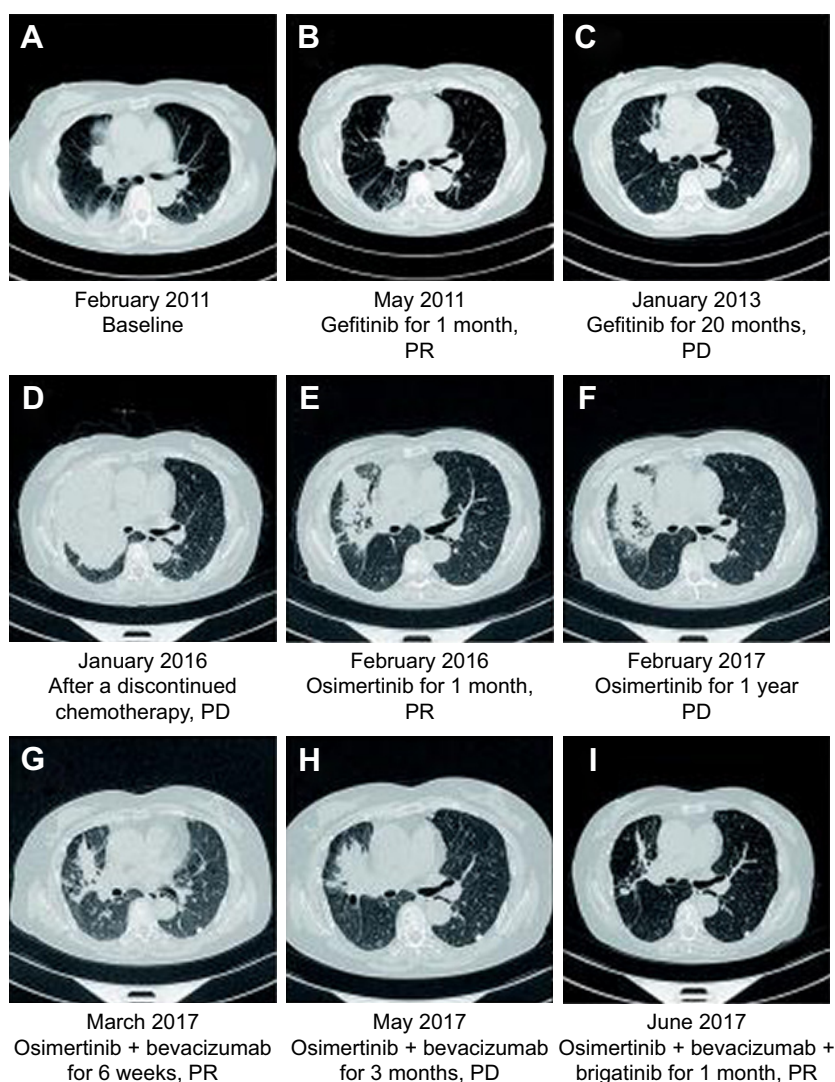 A
B
C
February 2011
Baseline
May 2011
Gefitinib for 1 month,
PR
January 2013
Gefitinib for 20 months,
PD
D
E
F
January 2016
After a discontinued
chemotherapy, PD
February 2016
Osimertinib for 1 month,
PR
February 2017
Osimertinib for 1 year
PD
G
H
I
March 2017
Osimertinib + bevacizumab
for 6 weeks, PR
May 2017
Osimertinib + bevacizumab
for 3 months, PD
June 2017
Osimertinib + bevacizumab +
brigatinib for 1 month, PR